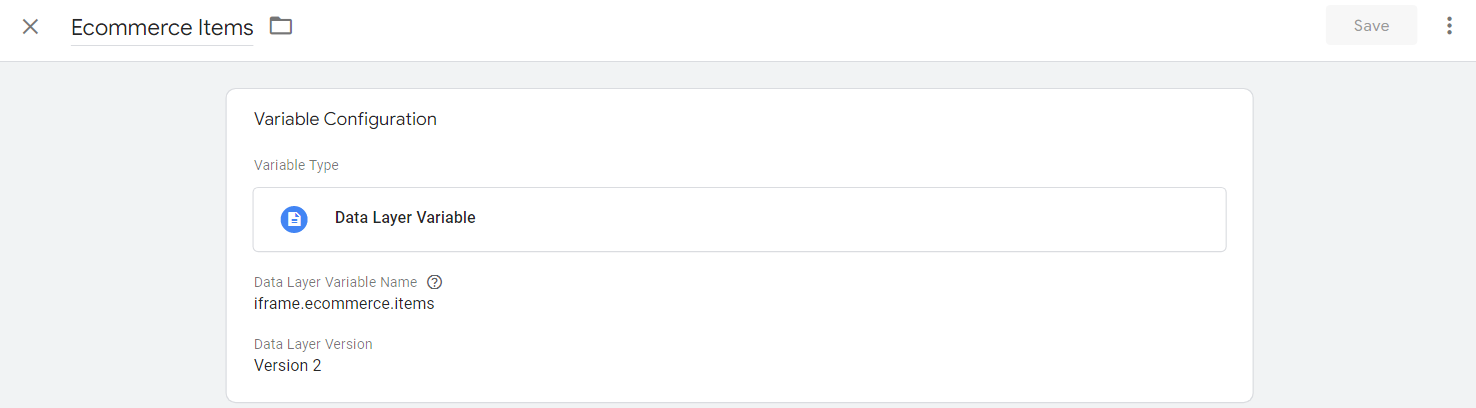 Ecommerce Items
Save
Variable Configuration
Variable Type
Data Layer Variable
Data Layer Variable Name
iframe.ecommerce.items
Data Layer Version
Version 2